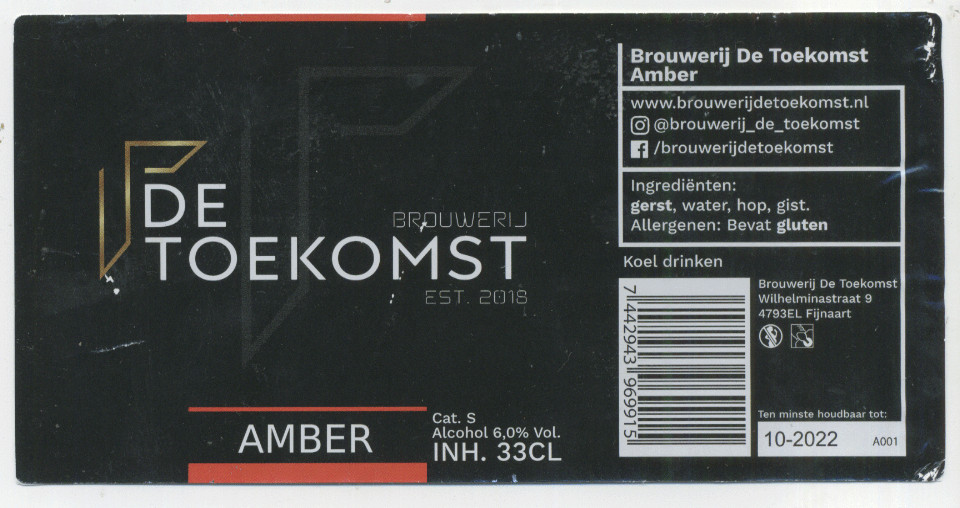 DE
BROUWERIJ
TOEKOMST
EST. 2018
AMBER
Cat. S
Alcohol 6,0% Vol.
INH. 33CL
Brouwerij De Toekomst
Amber
www.brouwerijdetoekomst.nl
@brouwerij_de_toekomst
/brouwerijdetoekomst
Ingrediënten:
gerst, water, hop, gist.
Allergenen: Bevat gluten
Koel drinken
7 442943 969915
Brouwerij De Toekomst
Wilhelminastraat 9
4793EL Fijnaart
Ten minste houdbaar tot:
10-2022 A001